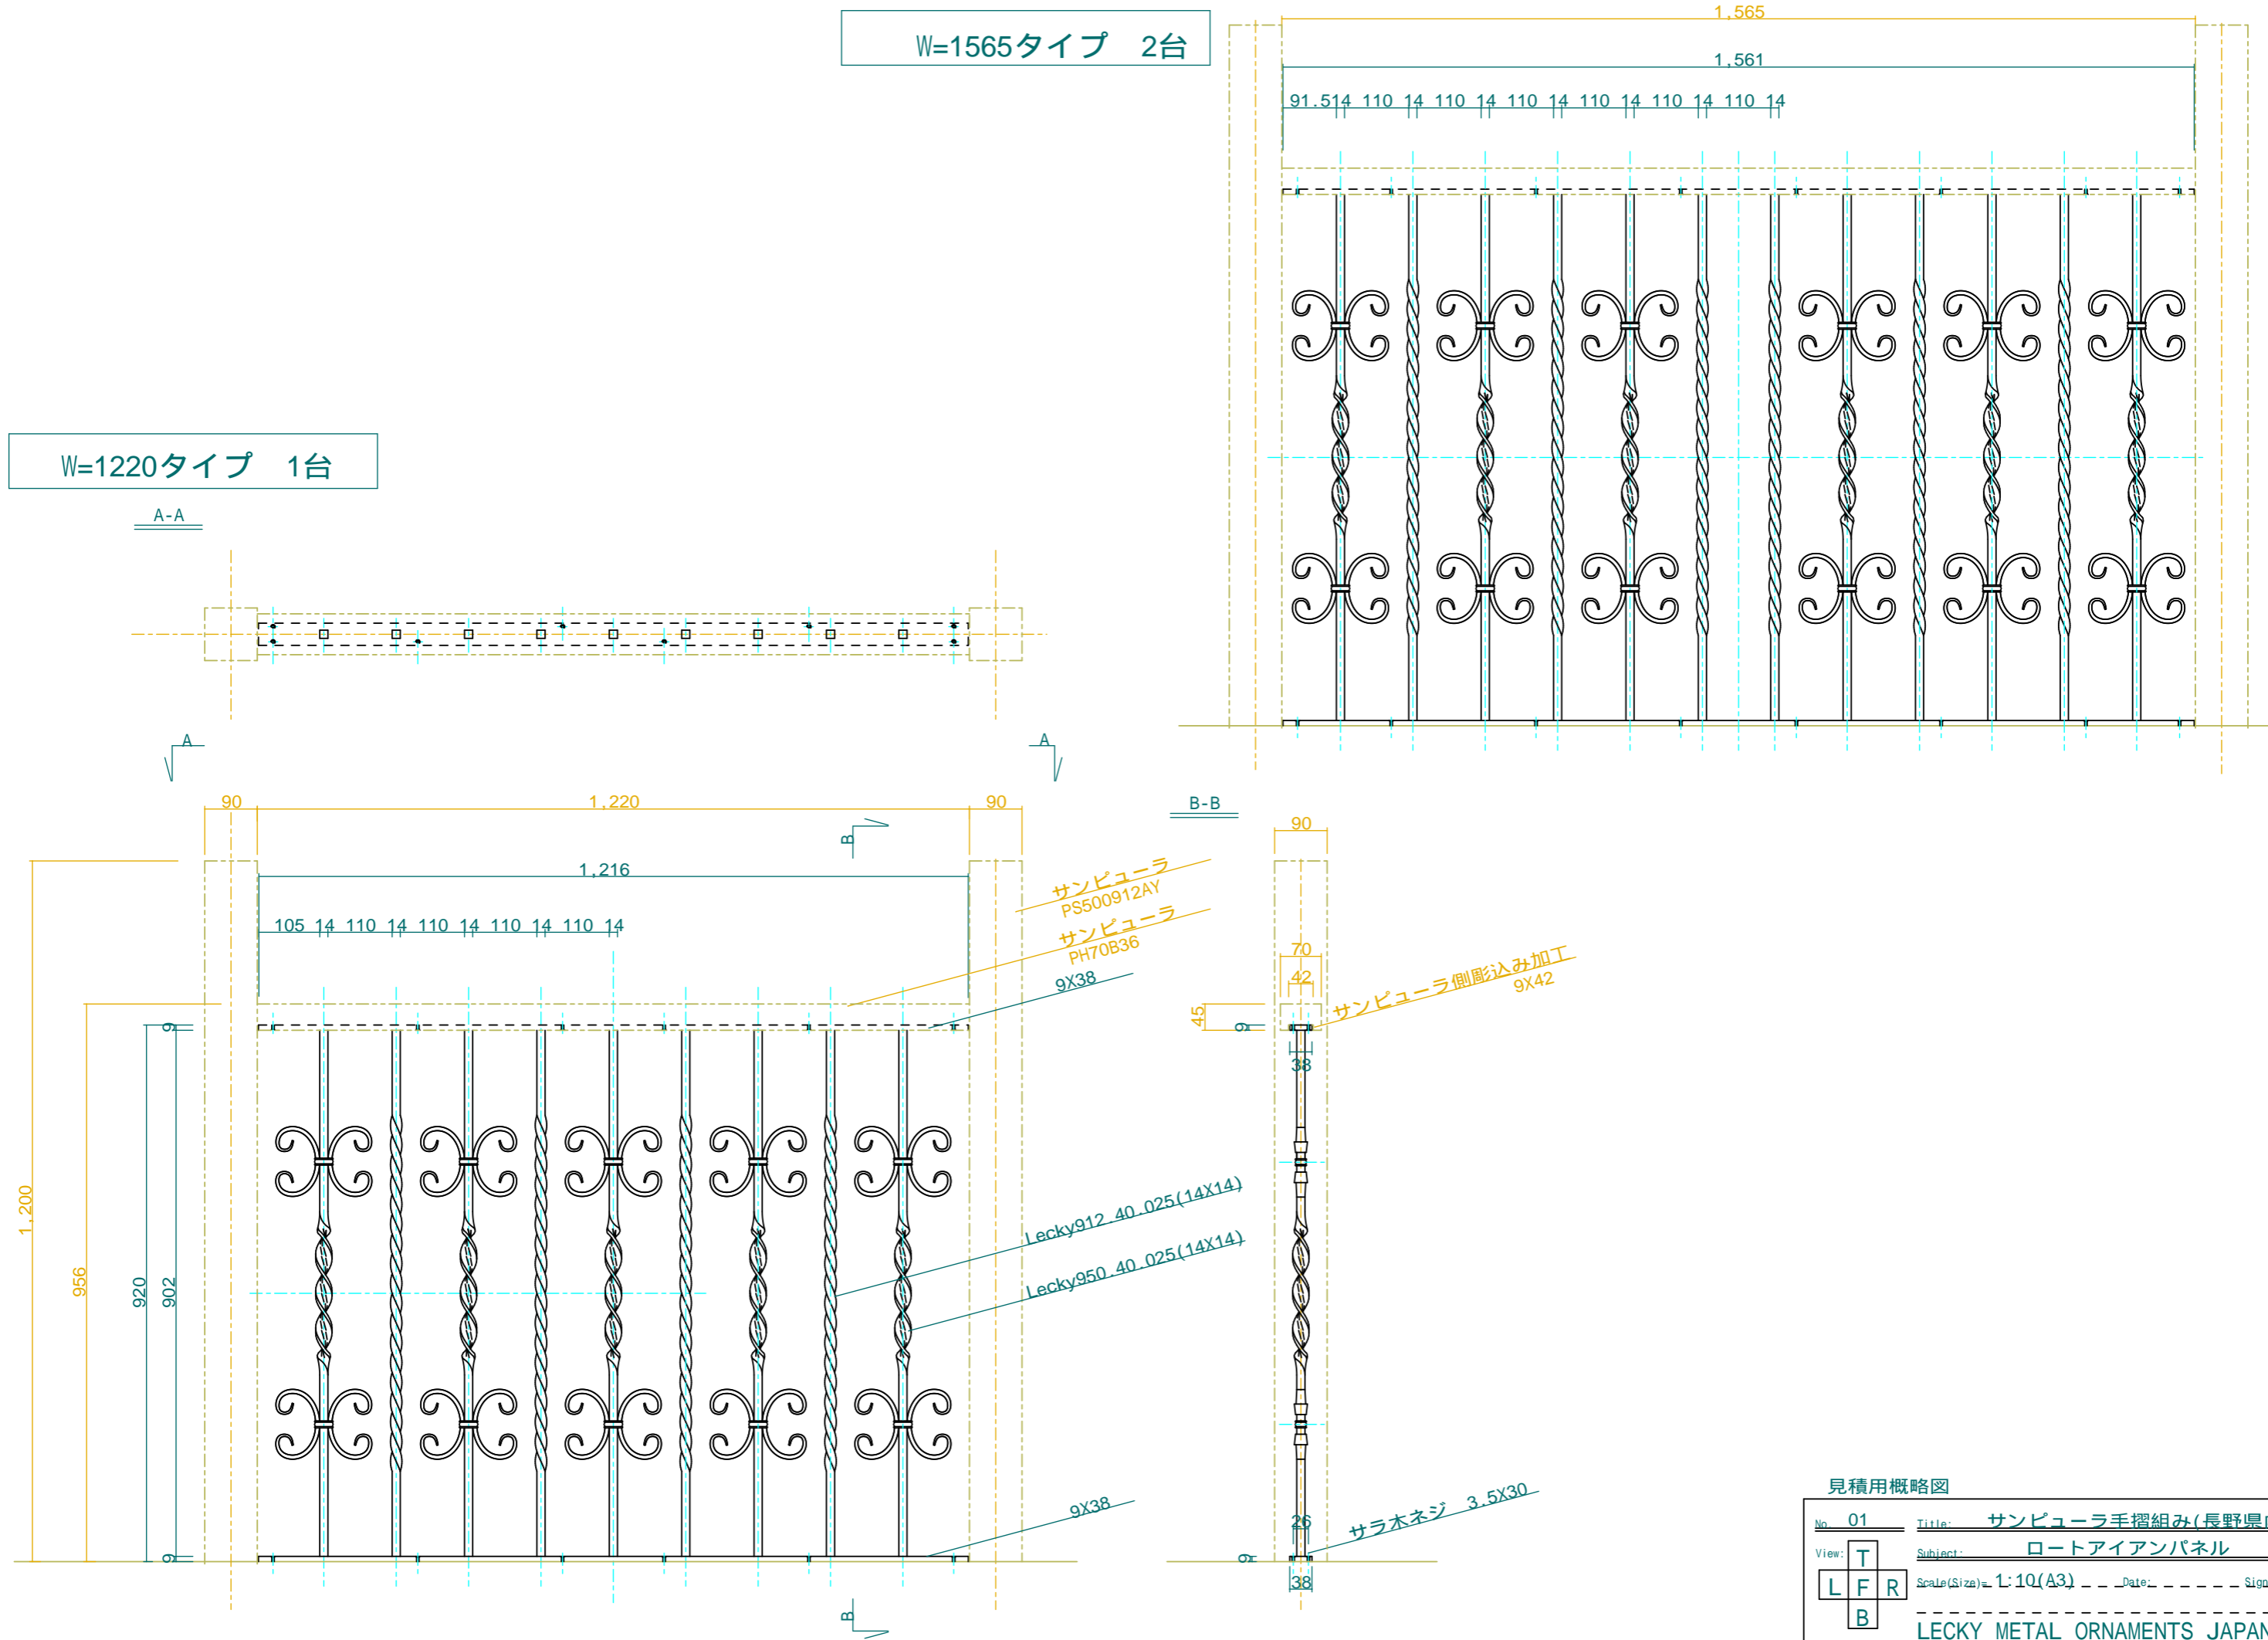 W=1565タイプ　2台
1,565
1,561
91.5 14 110 14 110 14 110 14 110 14 110 14 110 14
W=1220タイプ　1台
A-A
A
A
90
1,220
90
B
1,216
105 14 110 14 110 14 110 14 110 14
サンピューラ
PS500912AY
サンピューラ
PH70B36
9X38
9
1,200
956
920
902
Lecky912.40.025(14X14)
Lecky950.40.025(14X14)
9X38
9
B
B-B
90
70
42
サンピューラ側彫込み加工
9X42
45
9
38
サラ木ネジ　3.5X30
26
9
38
見積用概略図
No. 01
Title: サンピューラ手摺組み(長野県
View:
T
L F R
B
Subject: ロートアイアンパネル
Scale(Size)= 1:10(A3) Date: Sign
LECKY METAL ORNAMENTS JAPAN